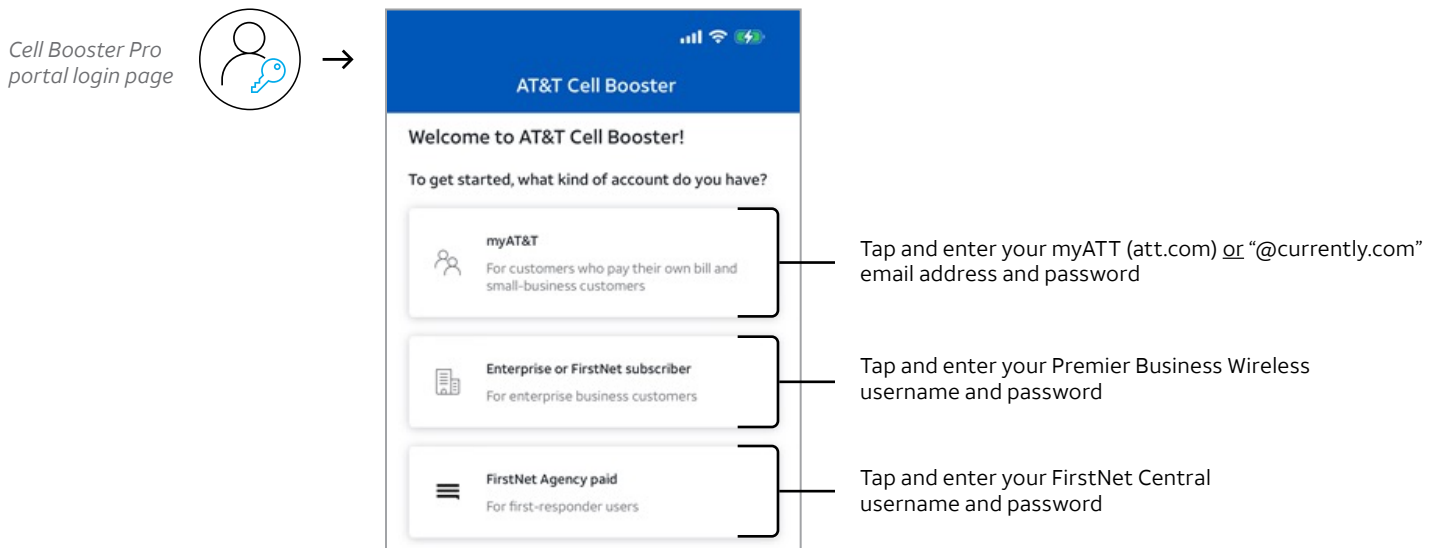 Cell Booster Pro
portal login page
AT&T Cell Booster
Welcome to AT&T Cell Booster!
To get started, what kind of account do you have?
myAT&T
For customers who pay their own bill and
small-business customers
Tap and enter your myATT (att.com) or “@currently.com”
email address and password
Enterprise or FirstNet subscriber
For enterprise business customers
Tap and enter your Premier Business Wireless
username and password
FirstNet Agency paid
For first-responder users
Tap and enter your FirstNet Central
username and password